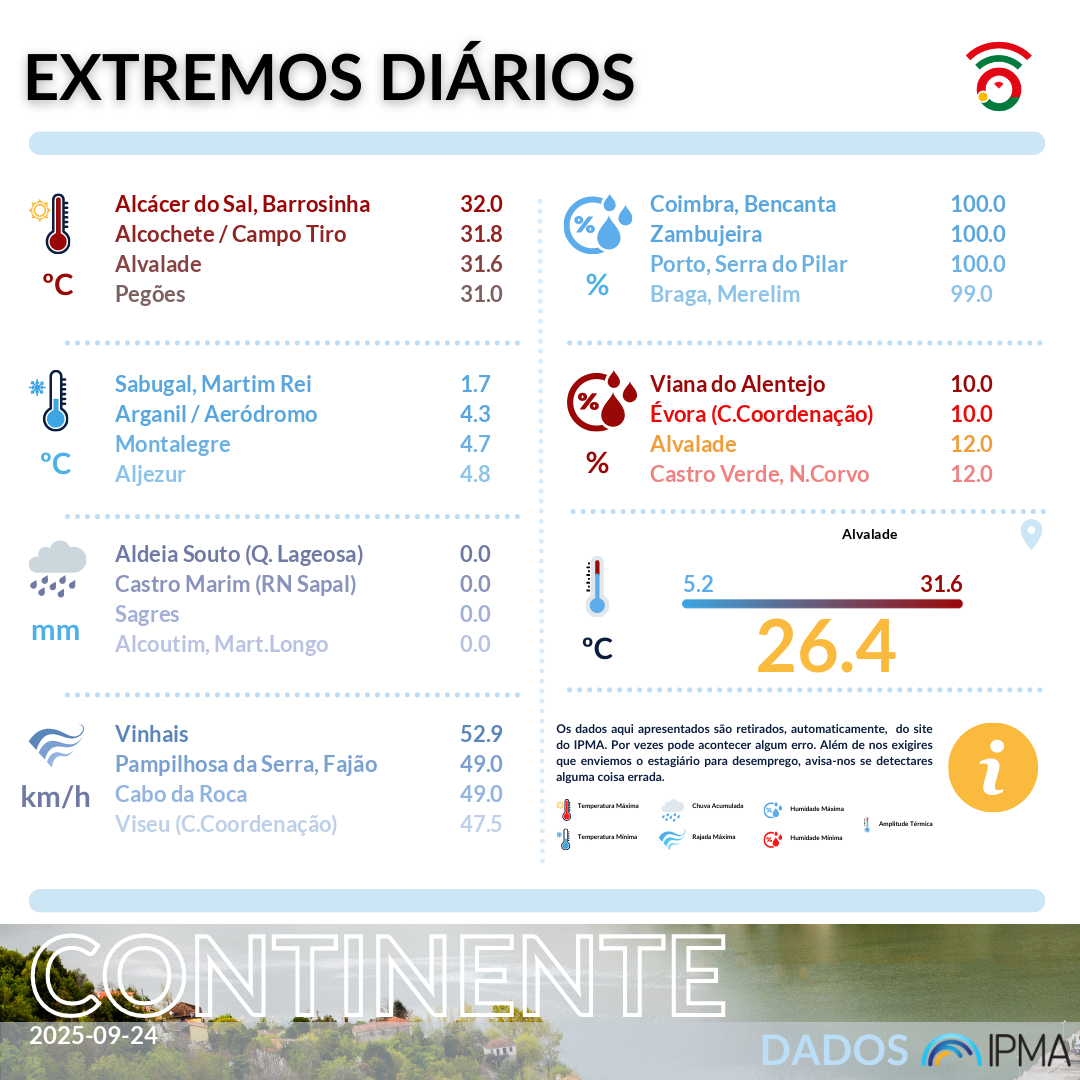 EXTREMOS DIÁRIOS
Alcácer do Sal, Barrosinha 32.0
Alcochete / Campo Tiro 31.8
Alvalade 31.6
Pegões 31.0
ºC
Sabugal, Martim Rei 1.7
Arganil / Aeródromo 4.3
Montalegre 4.7
Aljezur 4.8
ºC
Aldeia Souto (Q. Lageosa) 0.0
Castro Marim (RN Sapal) 0.0
Sagres 0.0
Alcoutim, Mart.Longo 0.0
mm
Vinhais 52.9
Pampilhosa da Serra, Fajão 49.0
Cabo da Roca 49.0
Viseu (C.Coordenação) 47.5
km/h
%
Coimbra, Bencanta 100.0
Zambujeira 100.0
Porto, Serra do Pilar 100.0
Braga, Merelim 99.0
%
%
Viana do Alentejo 10.0
Évora (C.Coordenação) 10.0
Alvalade 12.0
Castro Verde, N.Corvo 12.0
%
Alvalade
5.2 31.6
26.4
ºC
Os dados aqui apresentados são retirados, automaticamente, do site
do IPMA. Por vezes pode acontecer algum erro. Além de nos exigires
que enviemos o estagiário para desemprego, avisa-nos se detectares
alguma coisa errada.
i
Temperatura Máxima Chuva Acumulada Humidade Máxima
Amplitude Térmica
Temperatura Mínima Rajada Máxima Humidade Mínima
CONTINENTE
2025-09-24
DADOS IPMA